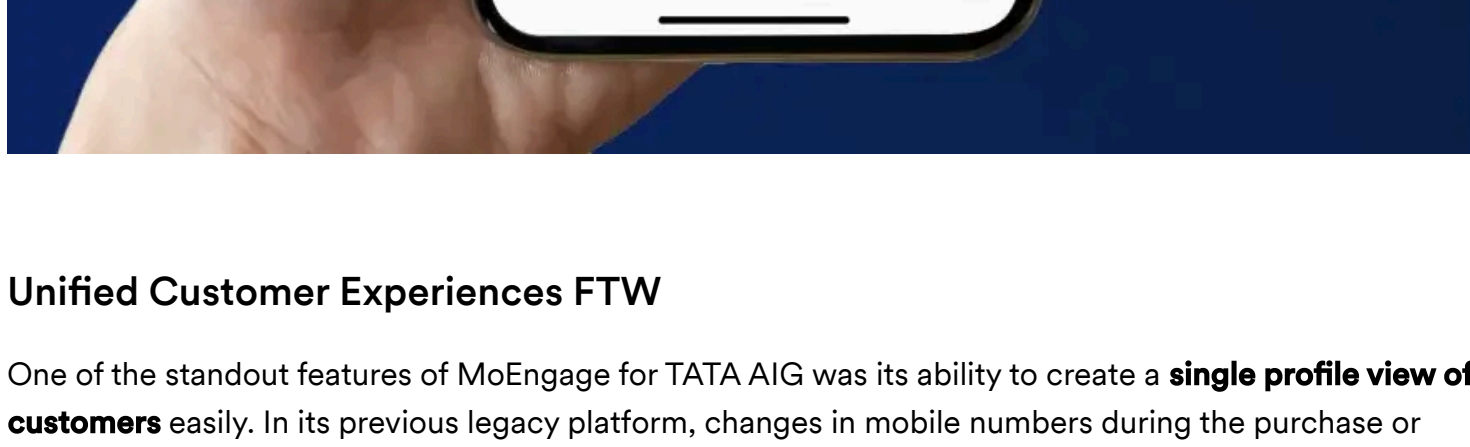 Unified Customer Experiences FTW
One of the standout features of MoEngage for TATA AIG was its ability to create a single profile view of
customers easily. In its previous legacy platform, changes in mobile numbers during the purchase or